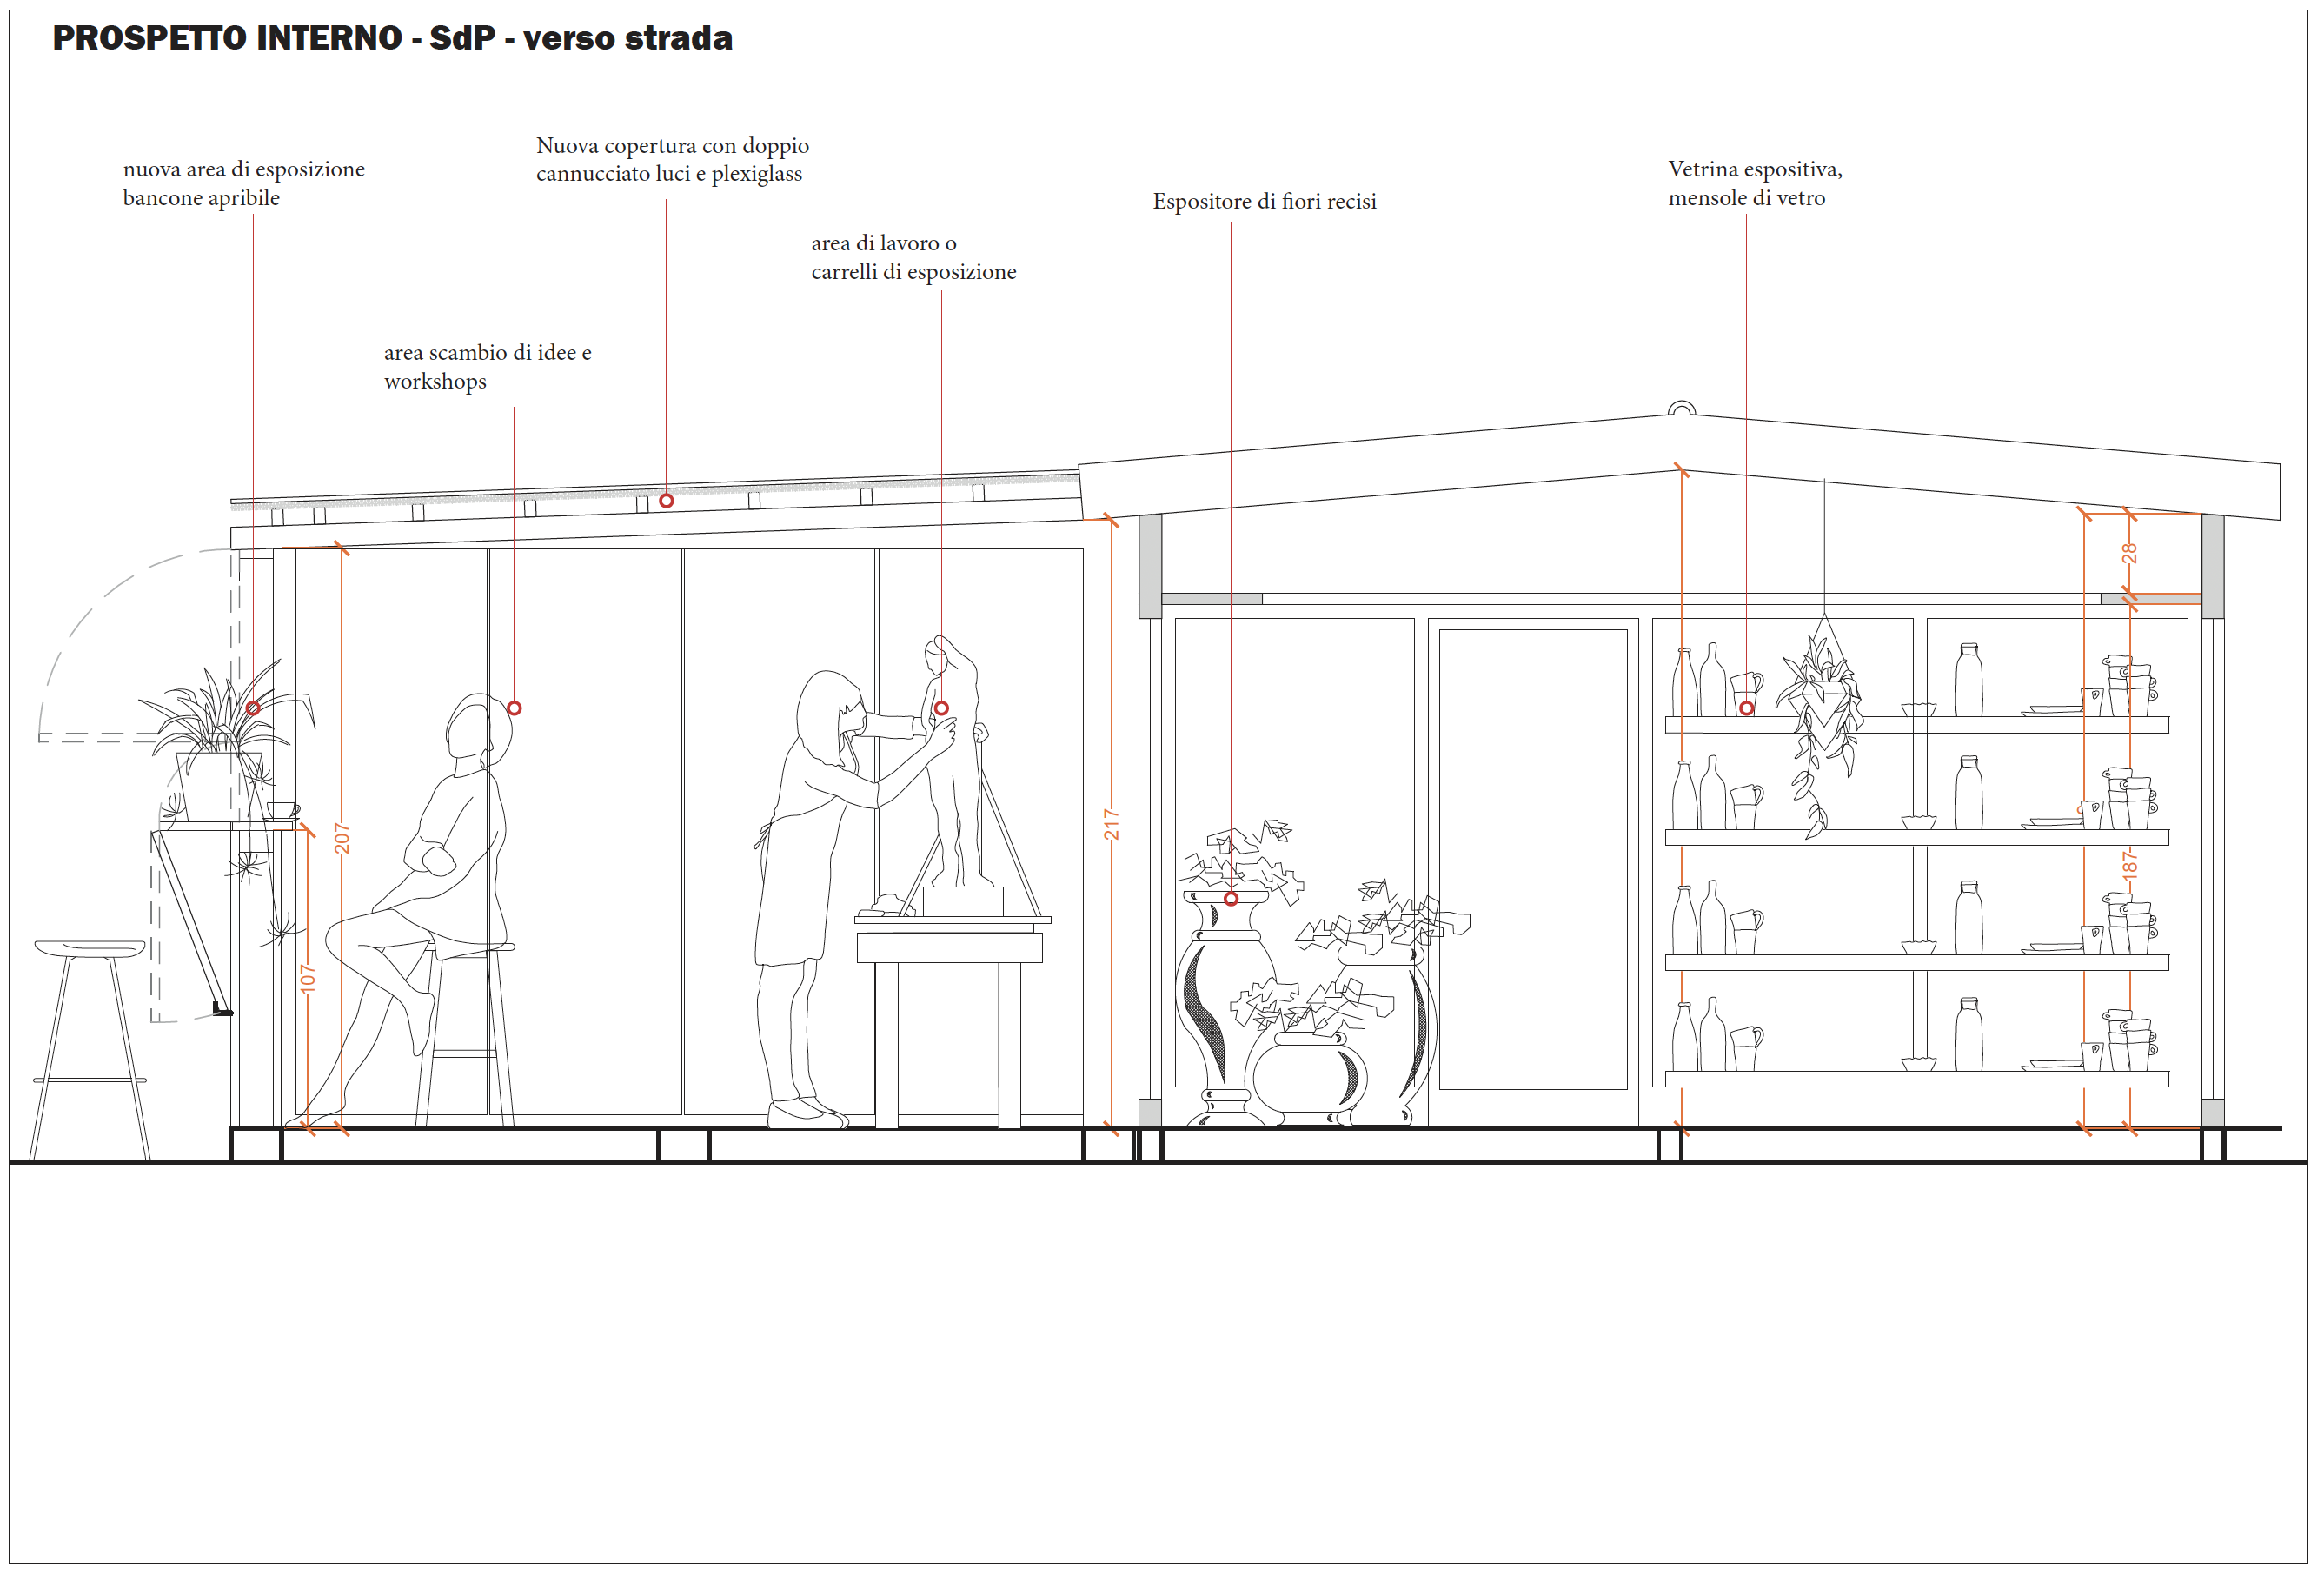 PROSPETTO INTERNO - SdP - verso strada
nuova area di esposizione
bancone apribile
Nuova copertura con doppio
cannucciato luci e plexiglass
area di lavoro o
carrelli di esposizione
area scambio di idee e
workshops
Espositore di fiori recisi
Vetrina espositiva,
mensole di vetro
28
207
217
187
107